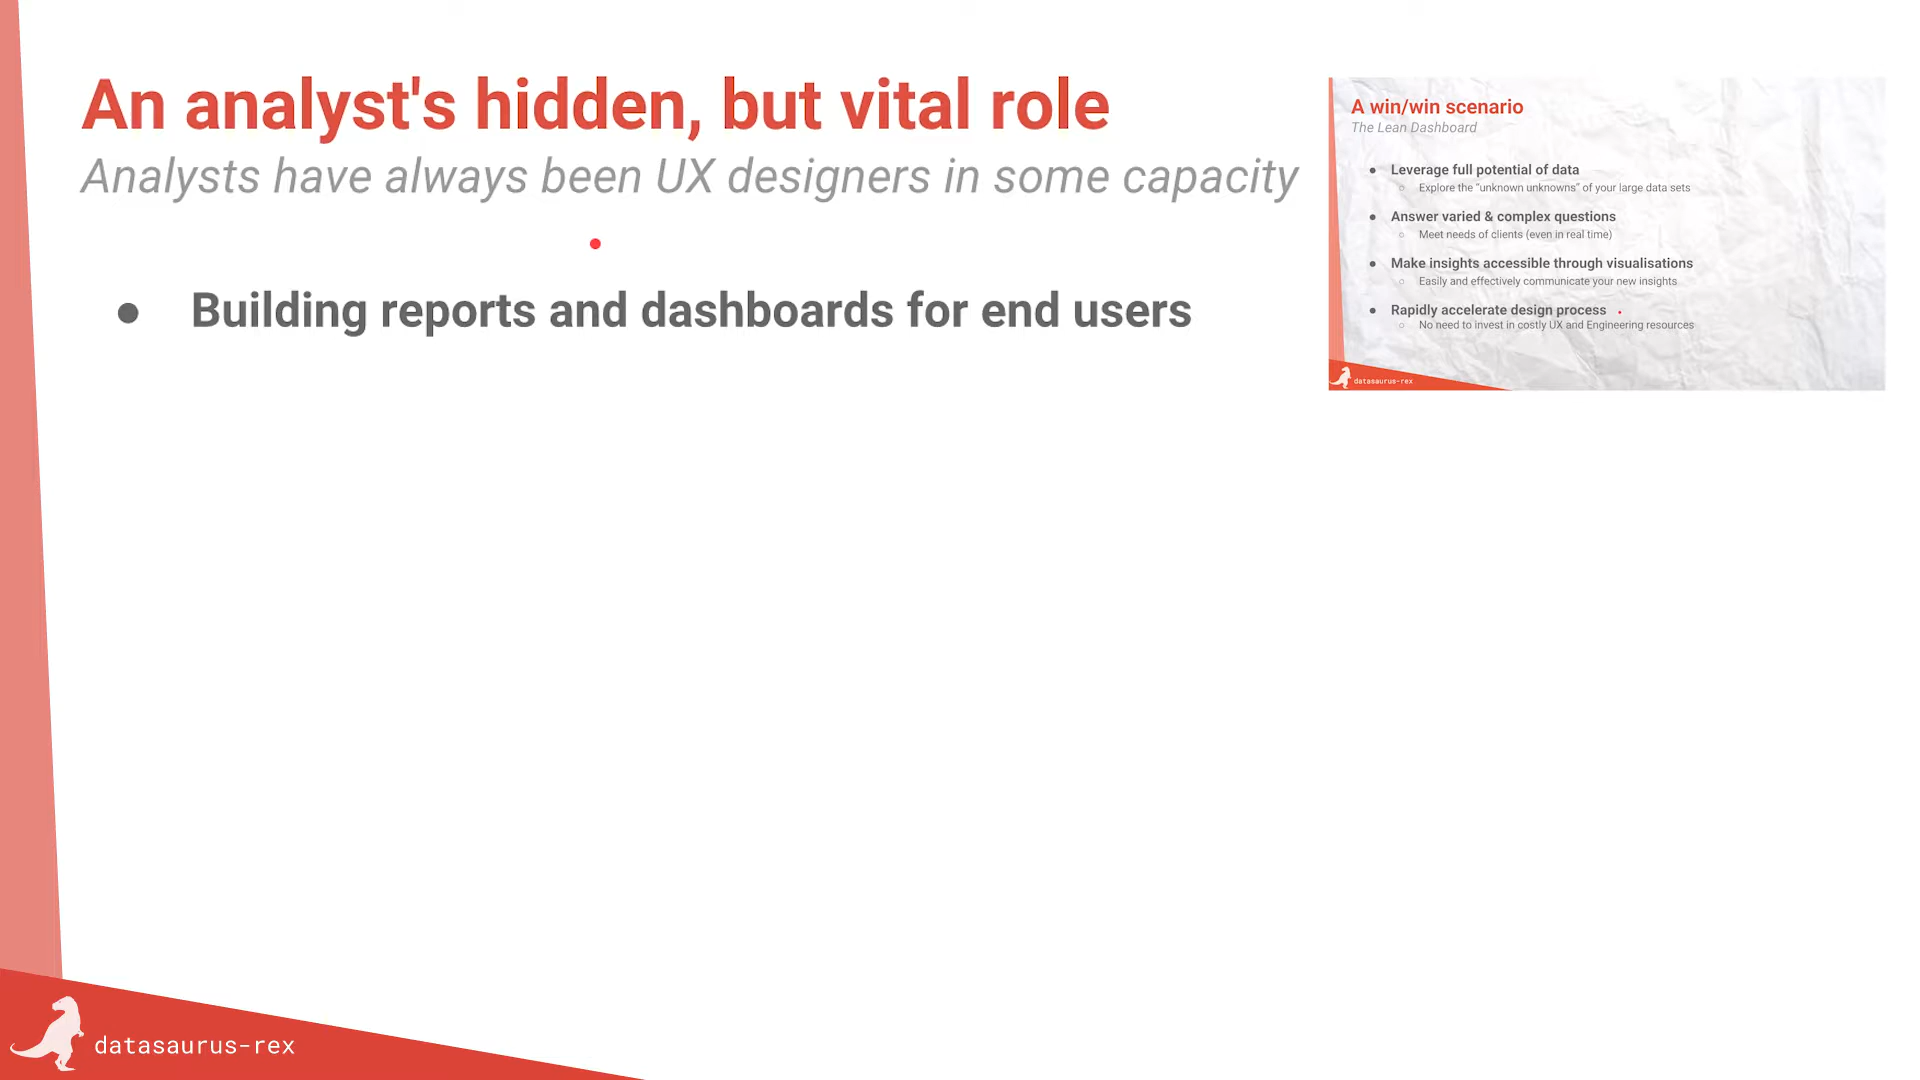 An analyst's hidden, but vital role
Analysts have always been UX designers in some capacity
● Building reports and dashboards for end users
A win/win scenario
The Lean Dashboard
● Leverage full potential of data
○ Explore the “unknown unknowns” of your large data sets
● Answer varied & complex questions
○ Meet needs of clients (even in real time)
● Make insights accessible through visualisations
○ Easily and effectively communicate your new insights
● Rapidly accelerate design process
○ No need to invest in costly UX and Engineering resources
datasaurus-rex
datasaurus-rex